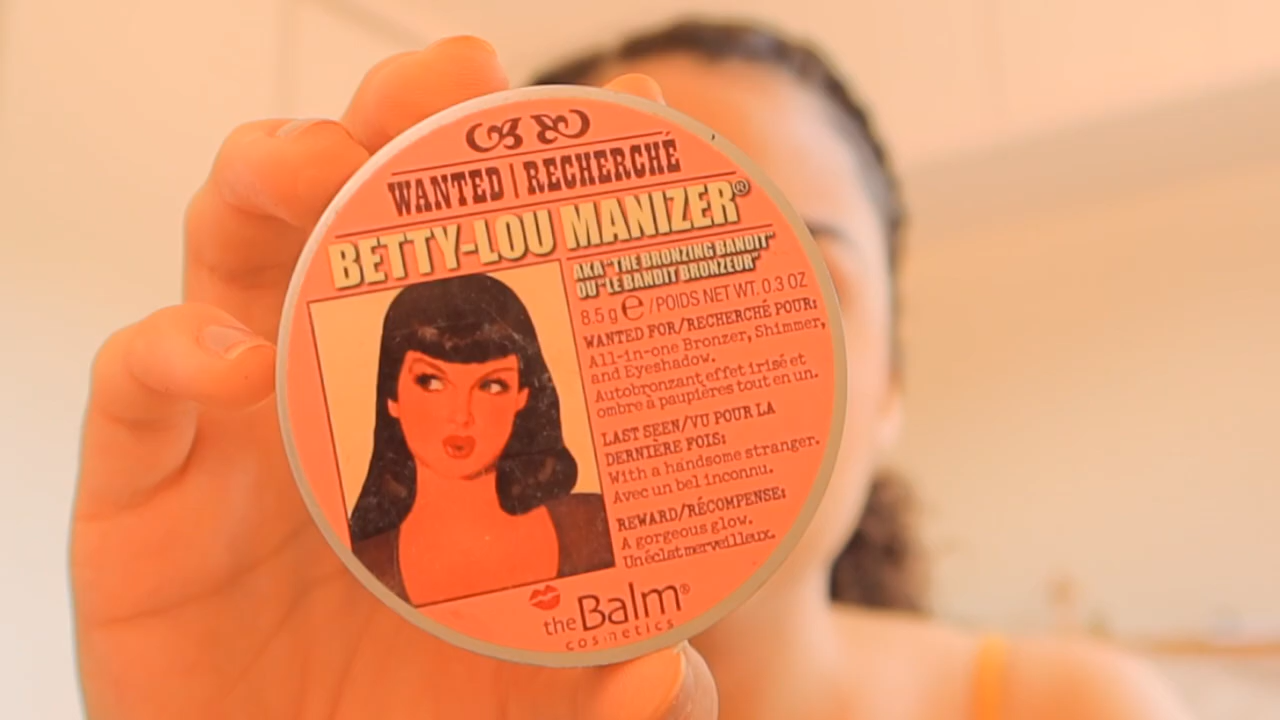 WANTED | RECHERCHÉ
BETTY-LOU MANIZER®
AKA "THE BRONZING BANDIT"
OU "LE BANDIT BRONZEUR"
8.5 g ℮ / POIDS NET WT. 0.3 OZ
WANTED FOR/RECHERCHÉ POUR:
All-in-one Bronzer, Shimmer,
and Eyeshadow.
Autobronzant effet irisé et
ombre à paupières tout en un.
LAST SEEN/VU POUR LA
DERNIÈRE FOIS:
With a handsome stranger.
Avec un bel inconnu.
REWARD/RÉCOMPENSE:
A gorgeous glow.
Un éclat merveilleux.
the Balm®
cosmetics